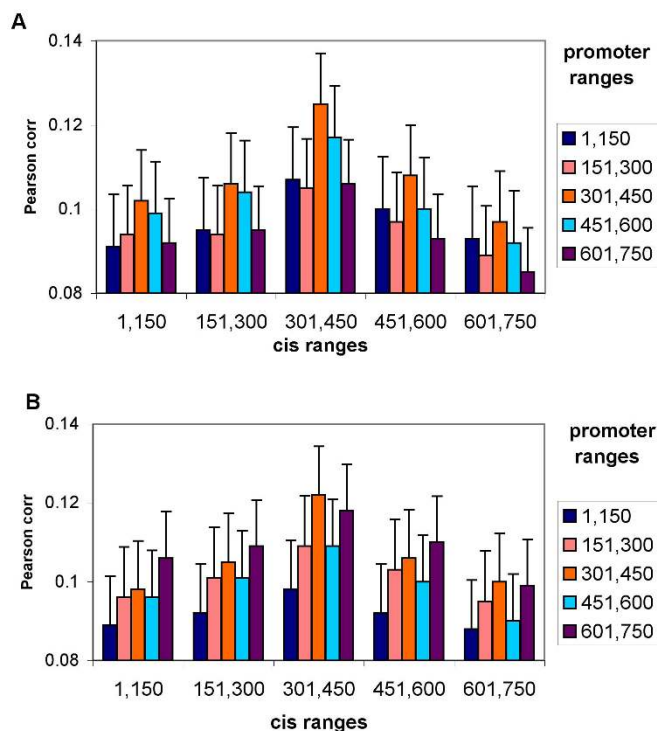 A
0.14
0.12
0.1
0.08
Pearson corr
1,150
151,300
301,450
451,600
601,750
cis ranges
promoter
ranges
1,150
151,300
301,450
451,600
601,750
B
0.14
0.12
0.1
0.08
Pearson corr
1,150
151,300
301,450
451,600
601,750
cis ranges
promoter
ranges
1,150
151,300
301,450
451,600
601,750